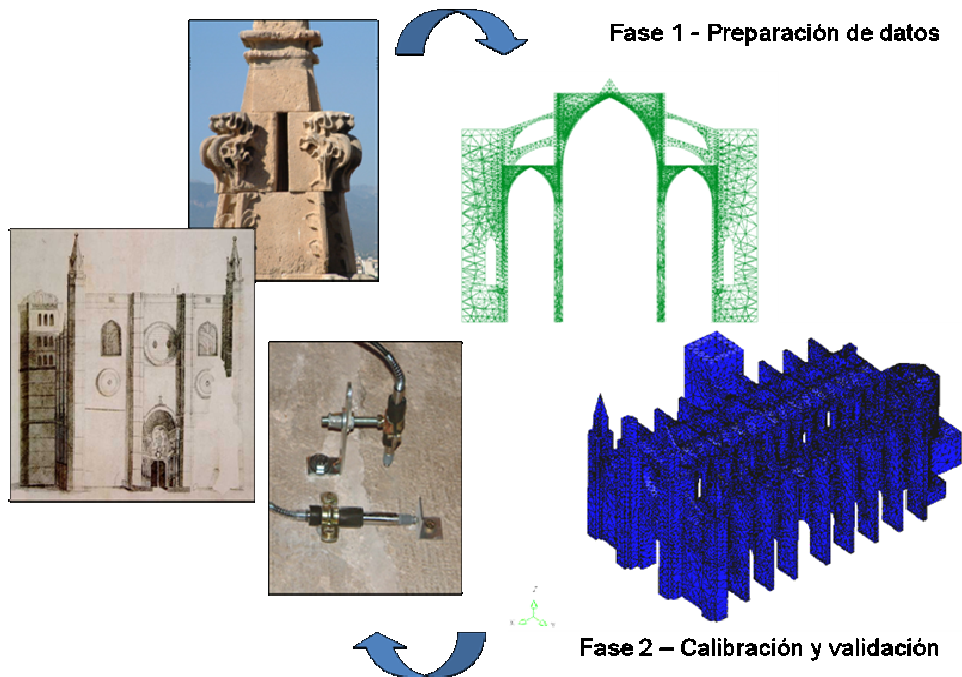 Fase 1 - Preparación de datos
Z
X
Y
Fase 2 – Calibración y validación